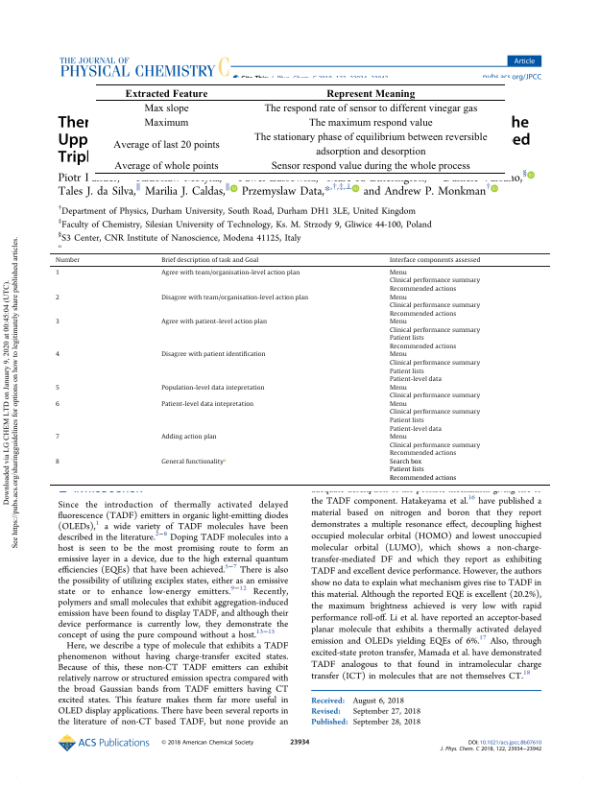 THE JOURNAL OF
PHYSICAL CHEMISTRY C
Article
pubs.acs.org/JPCC
Extracted Feature Represent Meaning
Max slope The respond rate of sensor to different vinegar gas
Maximum The maximum respond value
Average of last 20 points The stationary phase of equilibrium between reversible
adsorption and desorption
Average of whole points Sensor respond value during the whole process
Ther he
Upp ed
Tripl
Tales J. da Silva,∥ Marilia J. Caldas,∥ Przemyslaw Data,*,†,‡,⊥ and Andrew P. Monkman†
†Department of Physics, Durham University, South Road, Durham DH1 3LE, United Kingdom
‡Faculty of Chemistry, Silesian University of Technology, Ks. M. Strzody 9, Gliwice 44-100, Poland
§S3 Center, CNR Institute of Nanoscience, Modena 41125, Italy
Number Brief description of task and Goal Interface components assessed
1 Agree with team/organisation-level action plan Menu
Clinical performance summary
Recommended actions
2 Disagree with team/organisation-level action plan Menu
Clinical performance summary
Recommended actions
3 Agree with patient-level action plan Menu
Clinical performance summary
Patient lists
Recommended actions
4 Disagree with patient identification Menu
Clinical performance summary
Patient lists
Patient-level data
5 Population-level data intepretation Menu
Clinical performance summary
6 Patient-level data intepretation Menu
Clinical performance summary
Patient lists
Patient-level data
7 Adding action plan Menu
Clinical performance summary
Recommended actions
8 General functionality Search box
Patient lists
Recommended actions
Since the introduction of thermally activated delayed
fluorescence (TADF) emitters in organic light-emitting diodes
(OLEDs),1 a wide variety of TADF molecules have been
described in the literature.2−8 Doping TADF molecules into a
host is seen to be the most promising route to form an
emissive layer in a device, due to the high external quantum
efficiencies (EQEs) that have been achieved.3−7 There is also
the possibility of utilizing exciplex states, either as an emissive
state or to enhance low-energy emitters.9−12 Recently,
polymers and small molecules that exhibit aggregation-induced
emission have been found to display TADF, and although their
device performance is currently low, they demonstrate the
concept of using the pure compound without a host.13−15
Here, we describe a type of molecule that exhibits a TADF
phenomenon without having charge-transfer excited states.
Because of this, these non-CT TADF emitters can exhibit
relatively narrow or structured emission spectra compared with
the broad Gaussian bands from TADF emitters having CT
excited states. This feature makes them far more useful in
OLED display applications. There have been several reports in
the literature of non-CT based TADF, but none provide an
the TADF component. Hatakeyama et al.16 have published a
material based on nitrogen and boron that they report
demonstrates a multiple resonance effect, decoupling highest
occupied molecular orbital (HOMO) and lowest unoccupied
molecular orbital (LUMO), which shows a non-charge-
transfer-mediated DF and which they report as exhibiting
TADF and excellent device performance. However, the authors
show no data to explain what mechanism gives rise to TADF in
this material. Although the reported EQE is excellent (20.2%),
the maximum brightness achieved is very low with rapid
performance roll-off. Li et al. have reported an acceptor-based
planar molecule that exhibits a thermally activated delayed
emission and OLEDs yielding EQEs of 6%.17 Also, through
excited-state proton transfer, Mamada et al. have demonstrated
TADF analogous to that found in intramolecular charge
transfer (ICT) in molecules that are not themselves CT.18
Received: August 6, 2018
Revised: September 27, 2018
Published: September 28, 2018
ACS Publications © 2018 American Chemical Society
23934
DOI: 10.1021/acs.jpcc.8b07610
J. Phys. Chem. C 2018, 122, 23934−23942
Downloaded via LG CHEM LTD on January 9, 2020 at 00:45:04 (UTC).
See https://pubs.acs.org/sharingguidelines for options on how to legitimately share published articles.